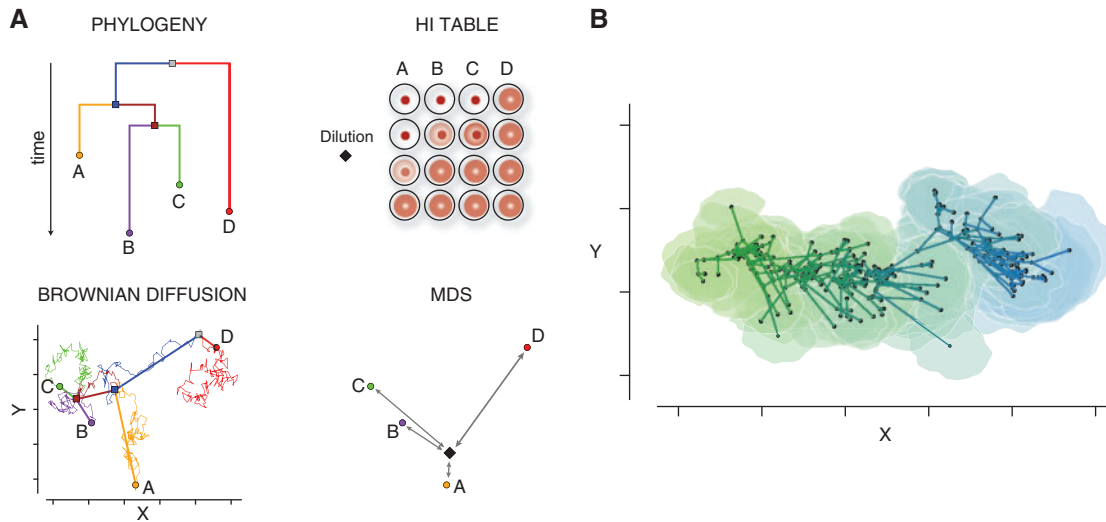 A
PHYLOGENY
time
A
C
B
D
HI TABLE
A B C D
Dilution
BROWNIAN DIFFUSION
D
C
B
A
Y
X
MDS
D
C
B
A
B
Y
X